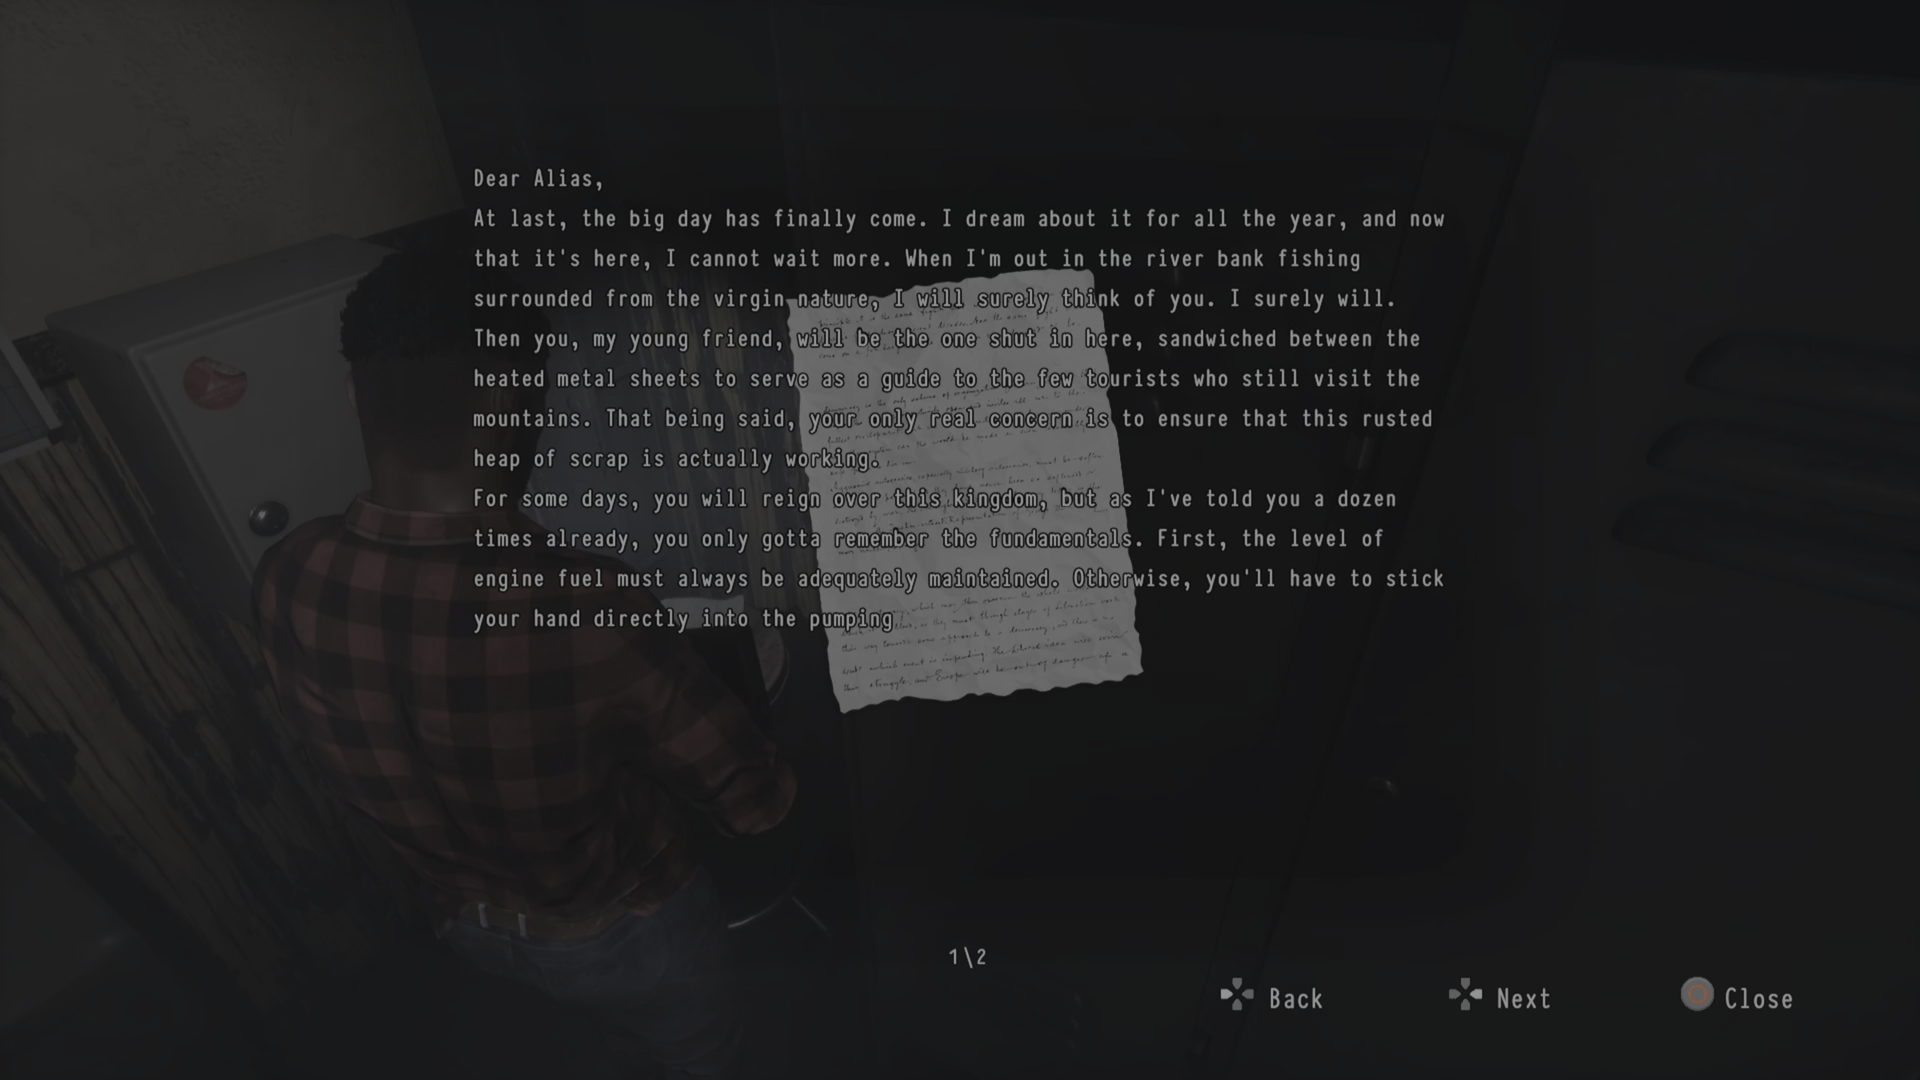 Dear Alias,
At last, the big day has finally come. I dream about it for all the year, and now
that it's here, I cannot wait more. When I'm out in the river bank fishing
surrounded from the virgin nature, I will surely think of you. I surely will.
Then you, my young friend, will be the one shut in here, sandwiched between the
heated metal sheets to serve as a guide to the few tourists who still visit the
mountains. That being said, your only real concern is to ensure that this rusted
heap of scrap is actually working.
For some days, you will reign over this kingdom, but as I've told you a dozen
times already, you only gotta remember the fundamentals. First, the level of
engine fuel must always be adequately maintained. Otherwise, you'll have to stick
your hand directly into the pumping
1\2
Back
Next
Close